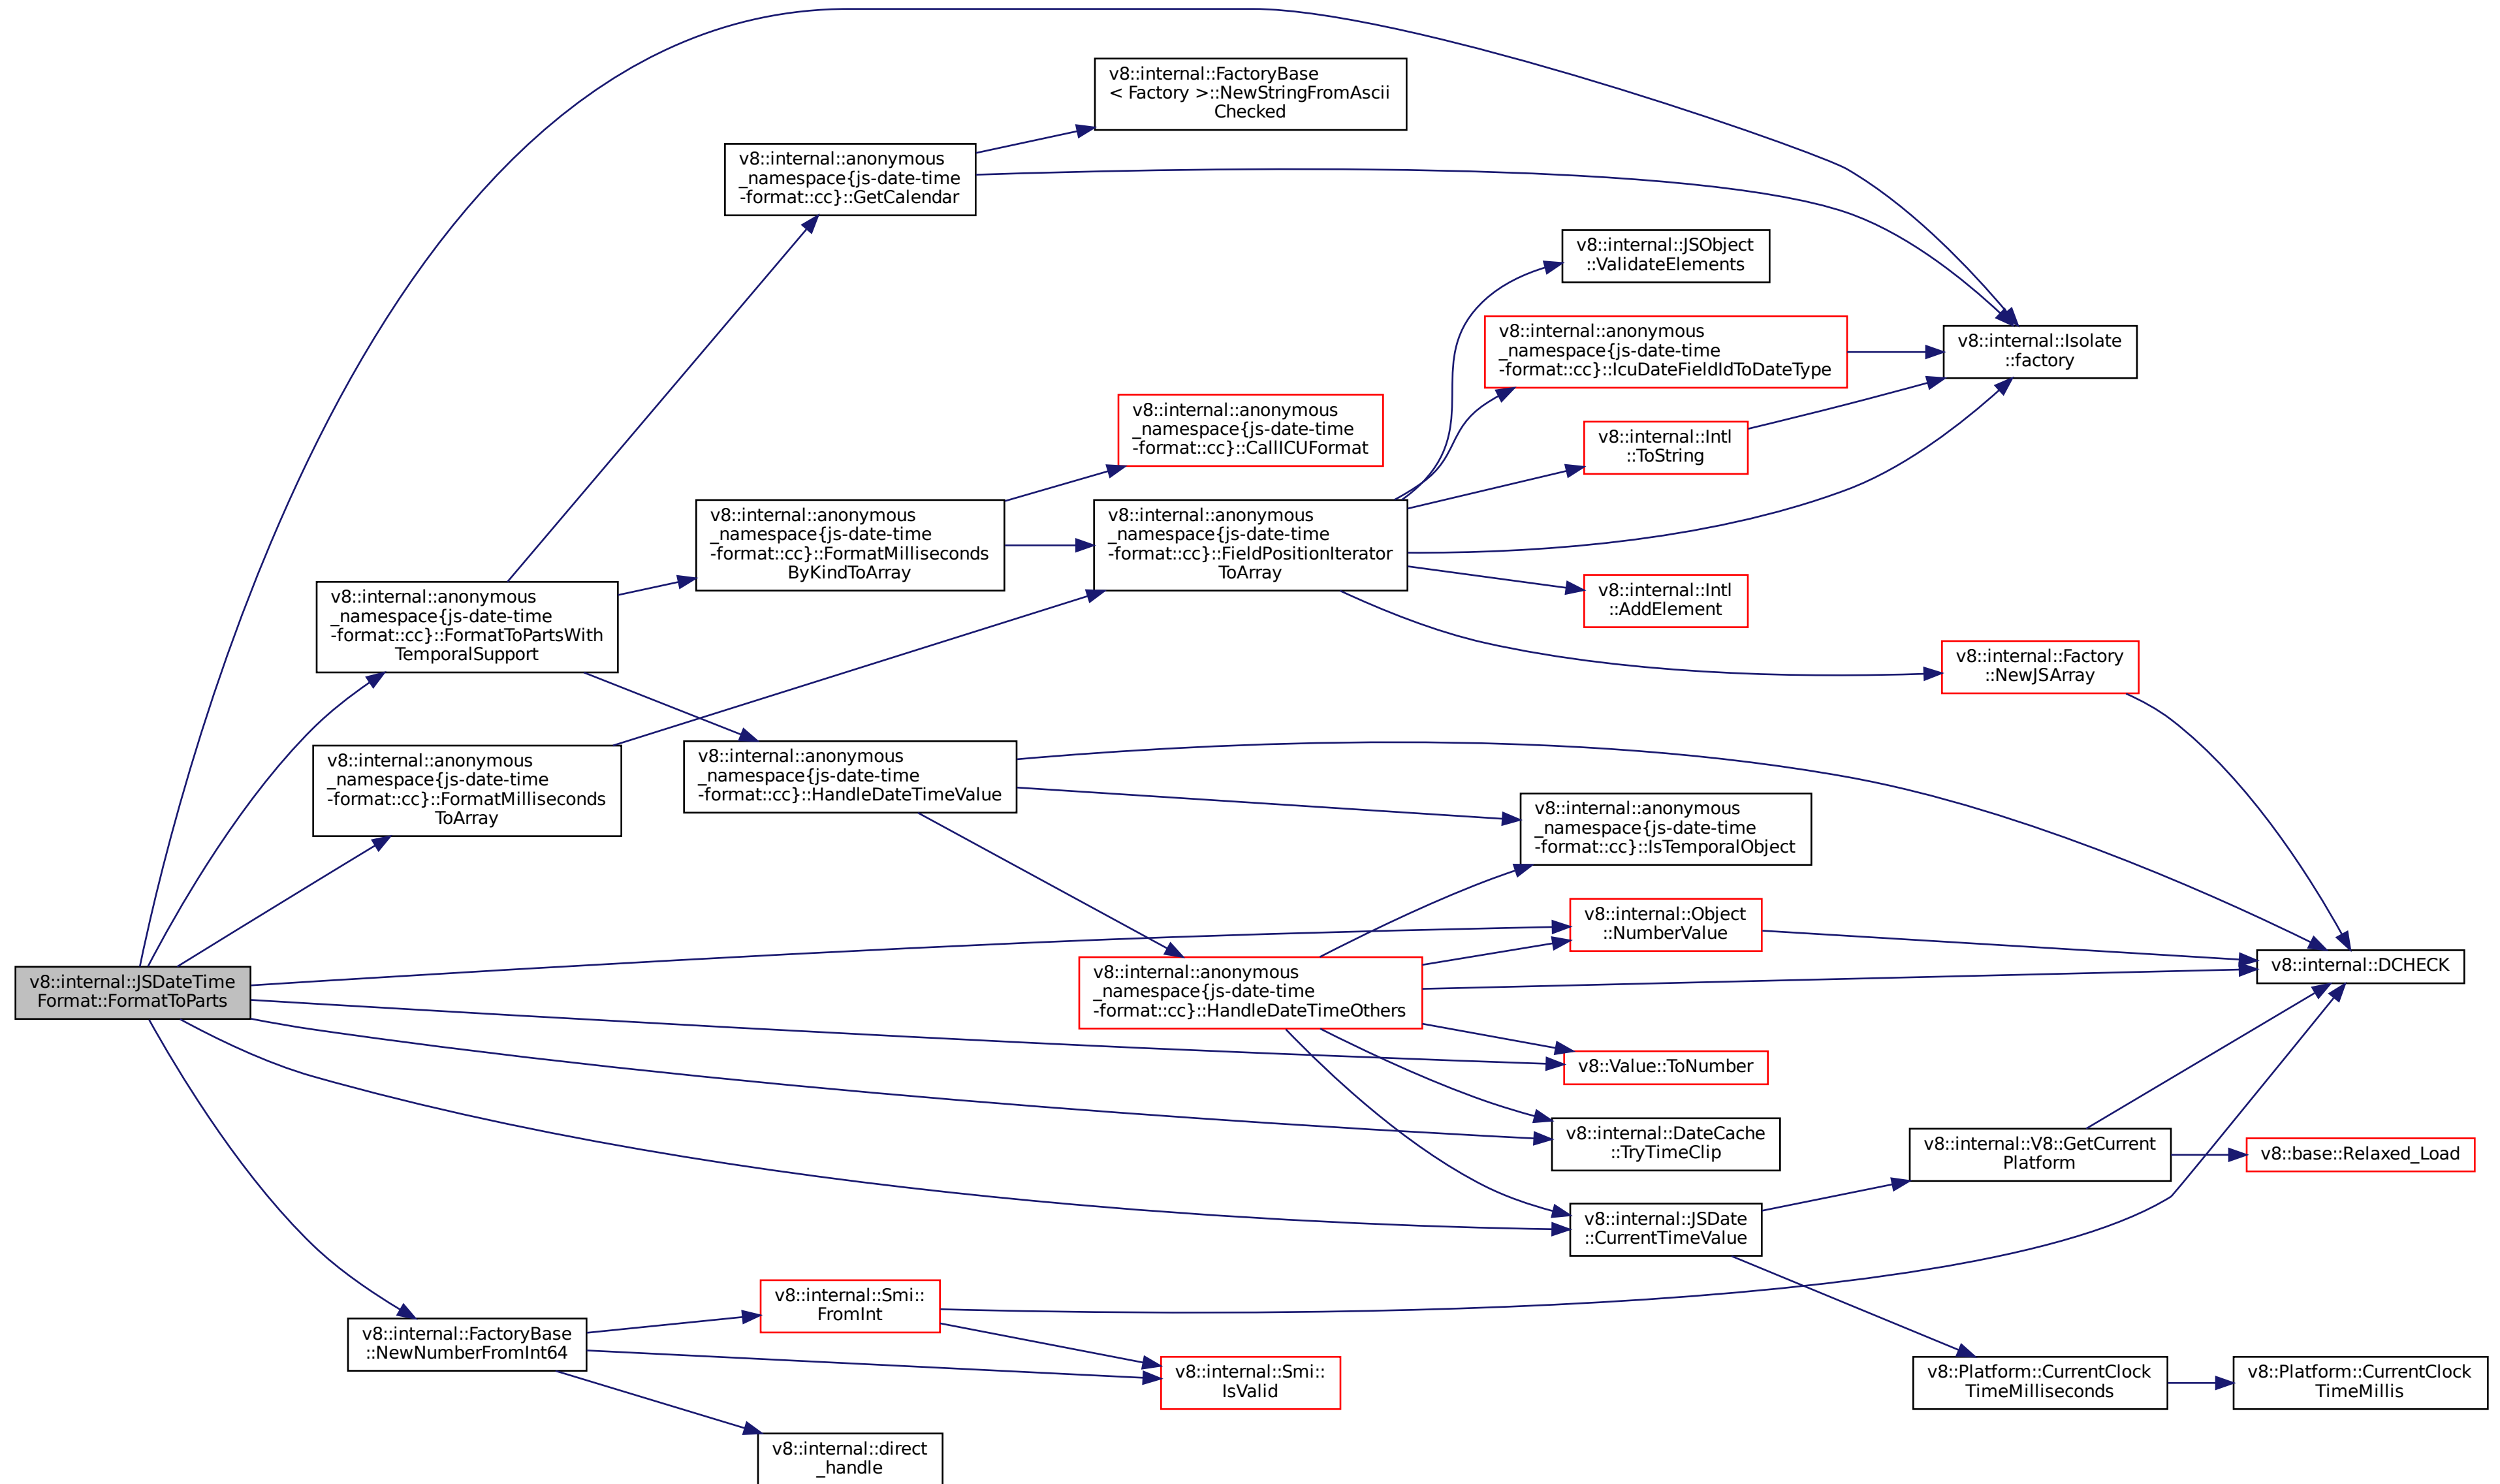 v8::internal::FactoryBase
< Factory >::NewStringFromAscii
Checked
v8::internal::anonymous
_namespace{js-date-time
-format::cc}::GetCalendar
v8::internal::JSObject
::ValidateElements
v8::internal::anonymous
_namespace{js-date-time
-format::cc}::IcuDateFieldIdToDateType
v8::internal::Isolate
::factory
v8::internal::anonymous
_namespace{js-date-time
-format::cc}::CallICUFormat
v8::internal::Intl
::ToString
v8::internal::anonymous
_namespace{js-date-time
-format::cc}::FormatMilliseconds
ByKindToArray
v8::internal::anonymous
_namespace{js-date-time
-format::cc}::FieldPositionIterator
ToArray
v8::internal::Intl
::AddElement
v8::internal::anonymous
_namespace{js-date-time
-format::cc}::FormatToPartsWith
TemporalSupport
v8::internal::Factory
::NewJSArray
v8::internal::anonymous
_namespace{js-date-time
-format::cc}::FormatMilliseconds
ToArray
v8::internal::anonymous
_namespace{js-date-time
-format::cc}::HandleDateTimeValue
v8::internal::anonymous
_namespace{js-date-time
-format::cc}::IsTemporalObject
v8::internal::Object
::NumberValue
v8::internal::JSDateTime
Format::FormatToParts
v8::internal::anonymous
_namespace{js-date-time
-format::cc}::HandleDateTimeOthers
v8::internal::DCHECK
v8::Value::ToNumber
v8::internal::DateCache
::TryTimeClip
v8::internal::V8::GetCurrent
Platform
v8::base::Relaxed_Load
v8::internal::JSDate
::CurrentTimeValue
v8::internal::Smi::
FromInt
v8::internal::FactoryBase
::NewNumberFromInt64
v8::internal::Smi::
IsValid
v8::Platform::CurrentClock
TimeMilliseconds
v8::Platform::CurrentClock
TimeMillis
v8::internal::direct
_handle